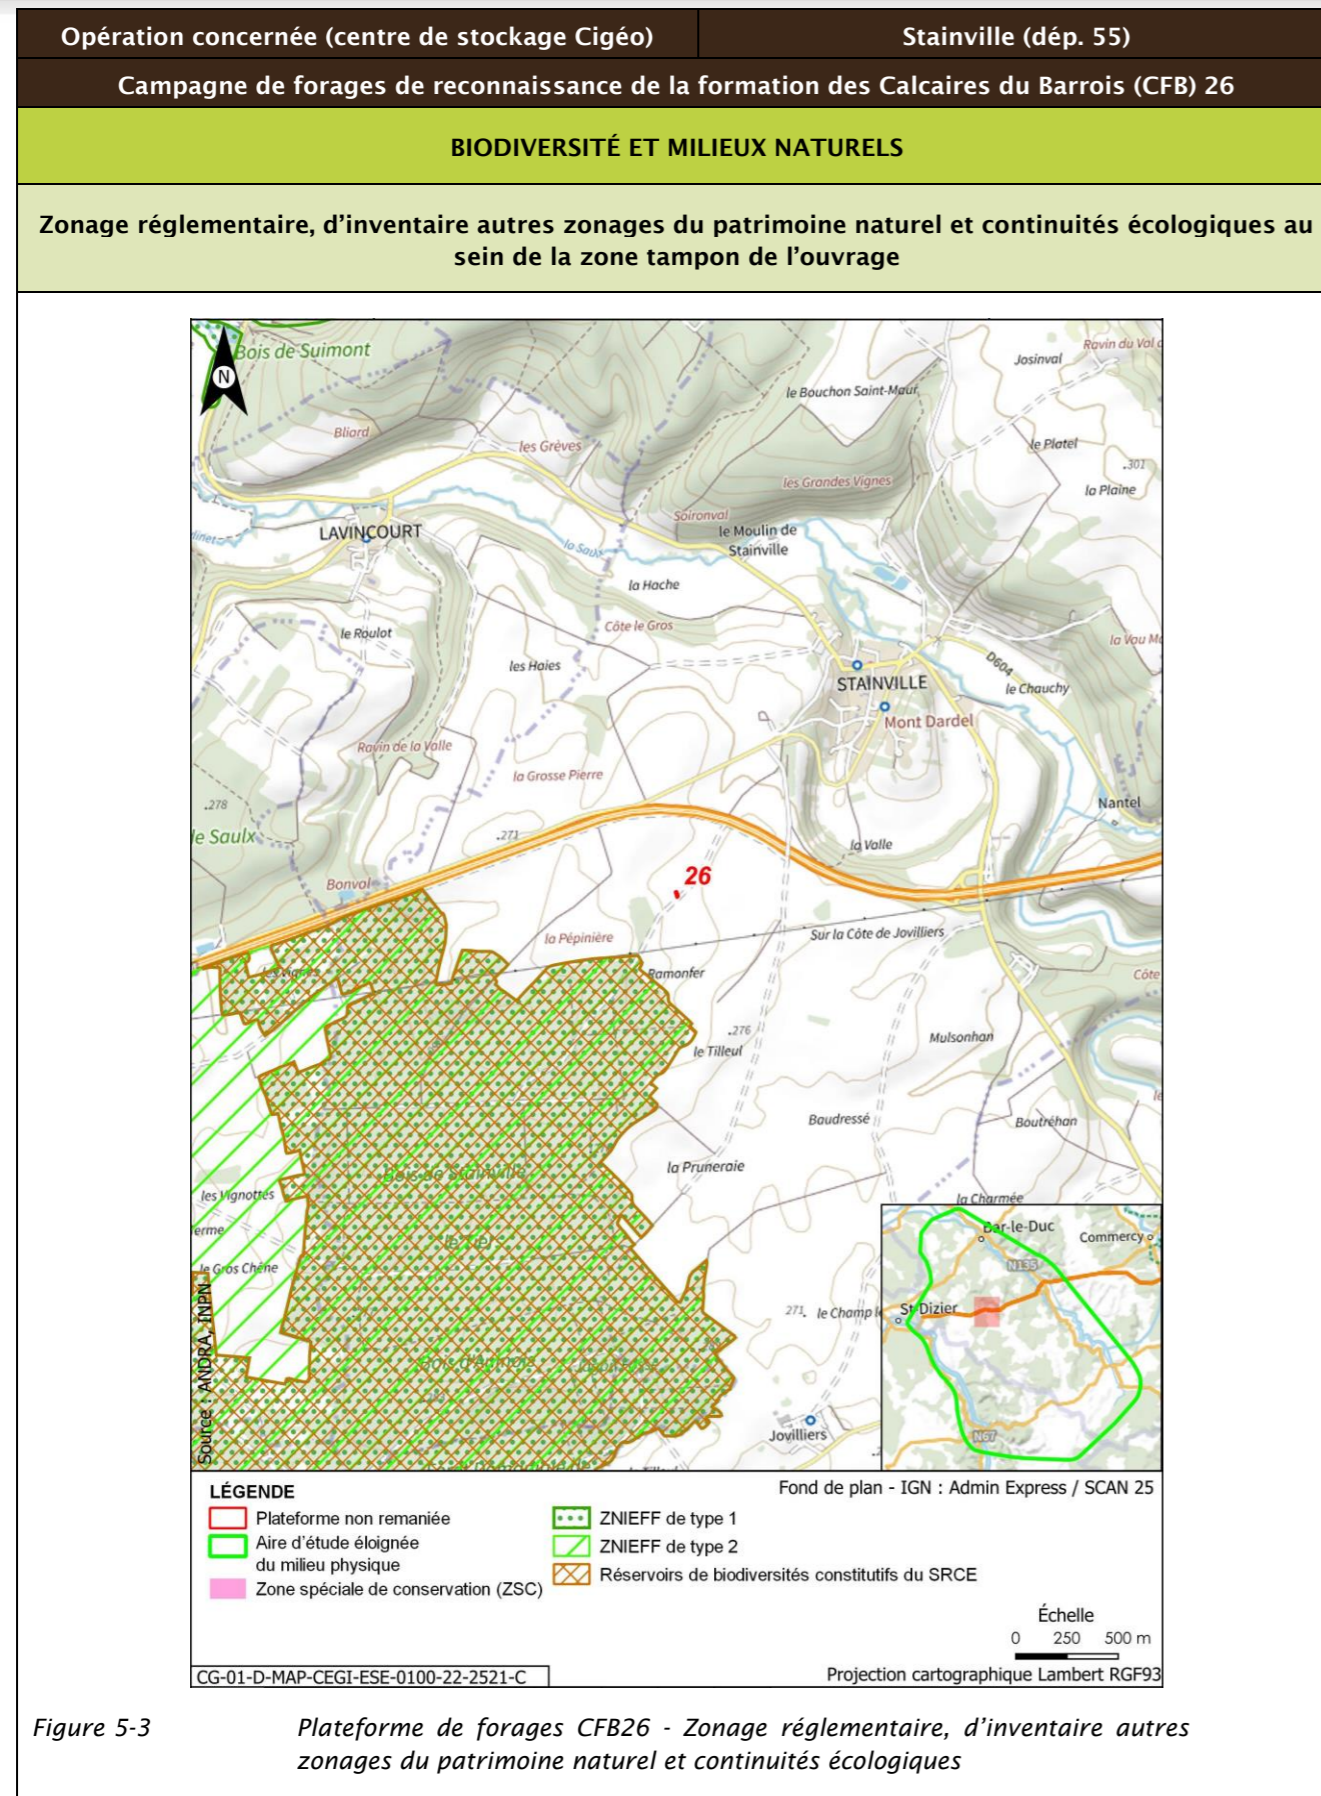 Opération concernée (centre de stockage Cigéo)
Stainville (dép. 55)
Campagne de forages de reconnaissance de la formation des Calcaires du Barrois (CFB) 26
BIODIVERSITÉ ET MILIEUX NATURELS
Zonage réglementaire, d'inventaire autres zonages du patrimoine naturel et continuités écologiques au
sein de la zone tampon de l'ouvrage
Bois de Suimont
N
Ravin du Val
Josinval
le Bouchon Saint-Maur
Bliard
les Grèves
le Platel
.301
les Grandes Vignes
la Plaine
Soironval
LAVINCOURT
le Moulin de
Stainville
la Saulx
la Hache
Côte le Gros
le Roulot
la Vau
les Haies
D604
STAINVILLE
le Chauchy
Mont Dardel
Ravin de la Valle
la Grosse Pierre
.278
Nantel
de Saulx
.271
la Valle
Bonval
26
la Pépinière
Sur la Côte de Jovilliers
les Vignes
Ramonfer
Côte
.276
le Tilleul
Mulsonhan
Baudressé
Boutréhan
la Pruneraie
Bois de Stainville
les Vignottes
la Charmée
ferme
le Gros Chêne
Bar-le-Duc
Commercy
N135
St-Dizier
N67
271.
le Champ
Jovilliers
Source : ANDRA, INPN
LÉGENDE
Fond de plan - IGN : Admin Express / SCAN 25
Plateforme non remaniée
Aire d'étude éloignée
du milieu physique
Zone spéciale de conservation (ZSC)
ZNIEFF de type 1
ZNIEFF de type 2
Réservoirs de biodiversités constitutifs du SRCE
Échelle
0 250 500 m
CG-01-D-MAP-CEGI-ESE-0100-22-2521-C
Projection cartographique Lambert RGF93
Figure 5-3
Plateforme de forages CFB26 - Zonage réglementaire, d'inventaire autres
zonages du patrimoine naturel et continuités écologiques